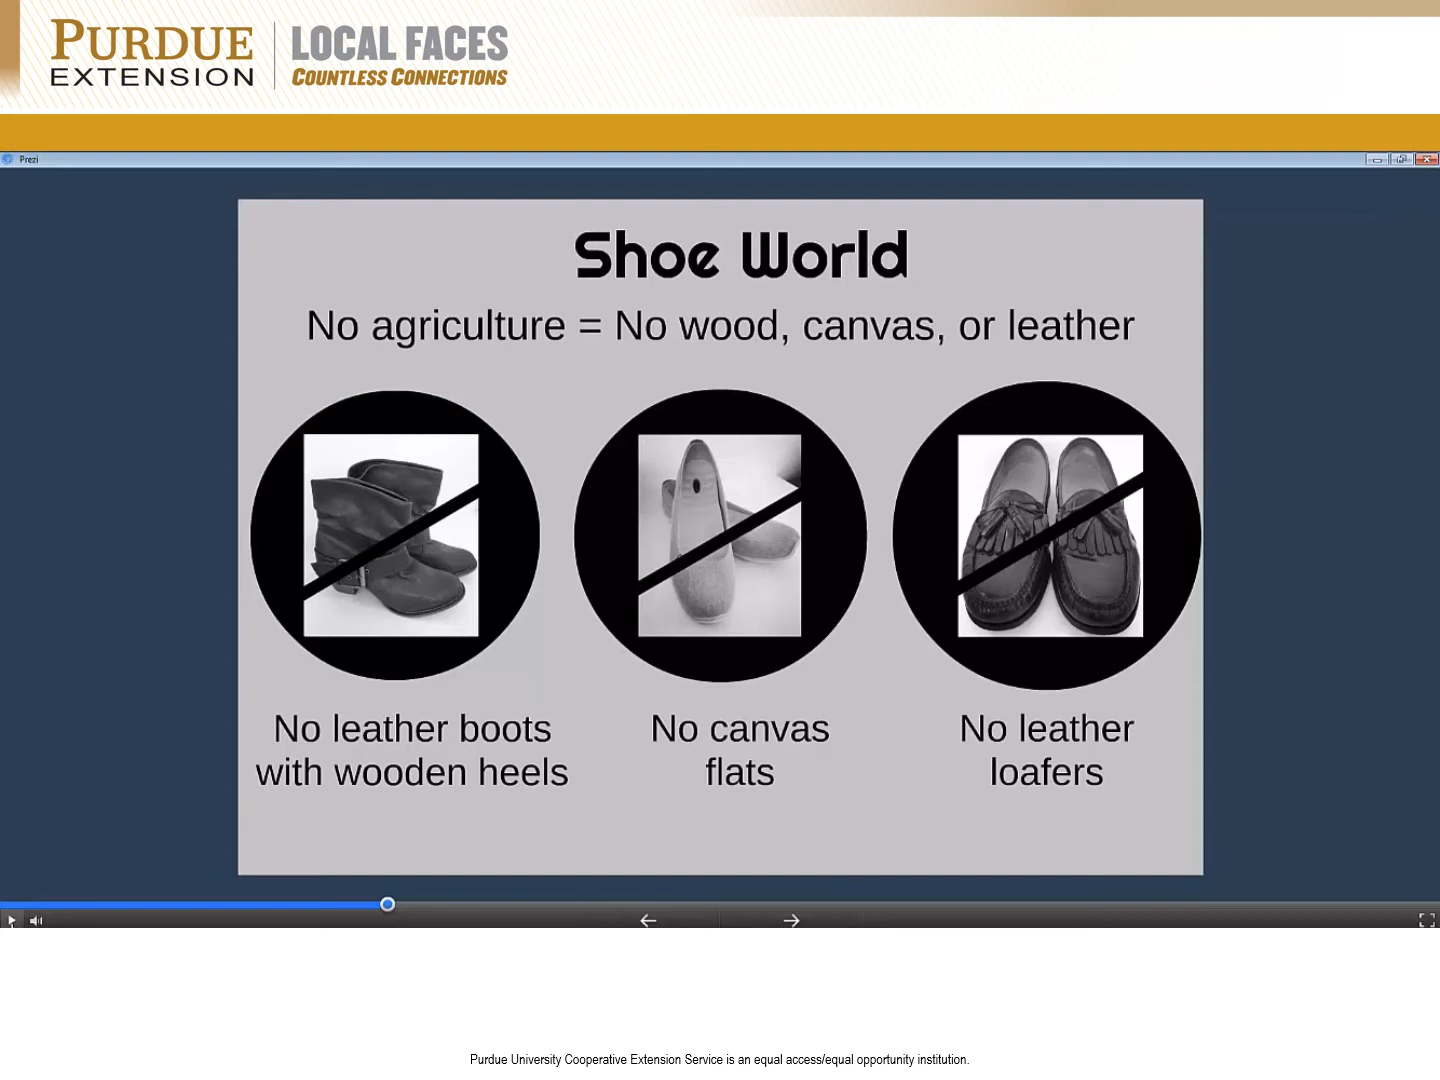 PURDUE
EXTENSION
LOCAL FACES
COUNTLESS CONNECTIONS
Prezi
Shoe World
No agriculture = No wood, canvas, or leather
No leather boots
with wooden heels
No canvas
flats
No leather
loafers
Purdue University Cooperative Extension Service is an equal access/equal opportunity institution.